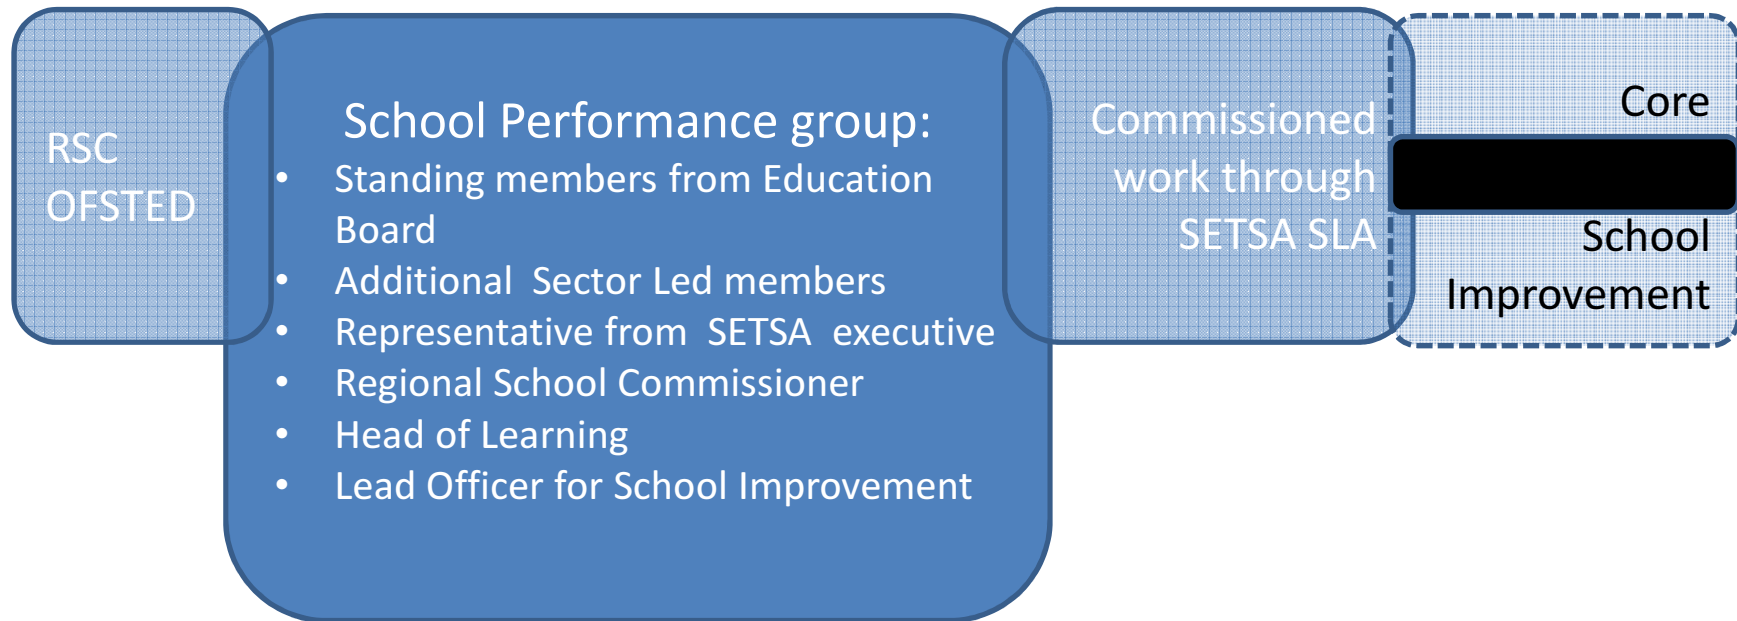 RSC
OFSTED
School Performance group:
• Standing members from Education
Board
• Additional Sector Led members
• Representative from SETSA executive
• Regional School Commissioner
• Head of Learning
• Lead Officer for School Improvement
Commissioned
work through
SETSA SLA
Core
School
Improvement